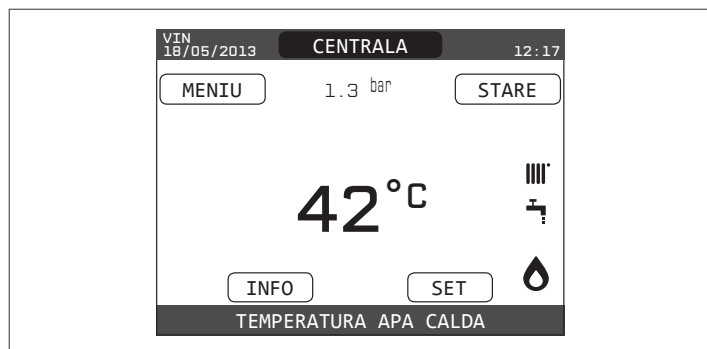 VIN
18/05/2013 CENTRALA 12:17
MENIU 1.3 bar STARE
42°C
INFO SET
TEMPERATURA APA CALDA